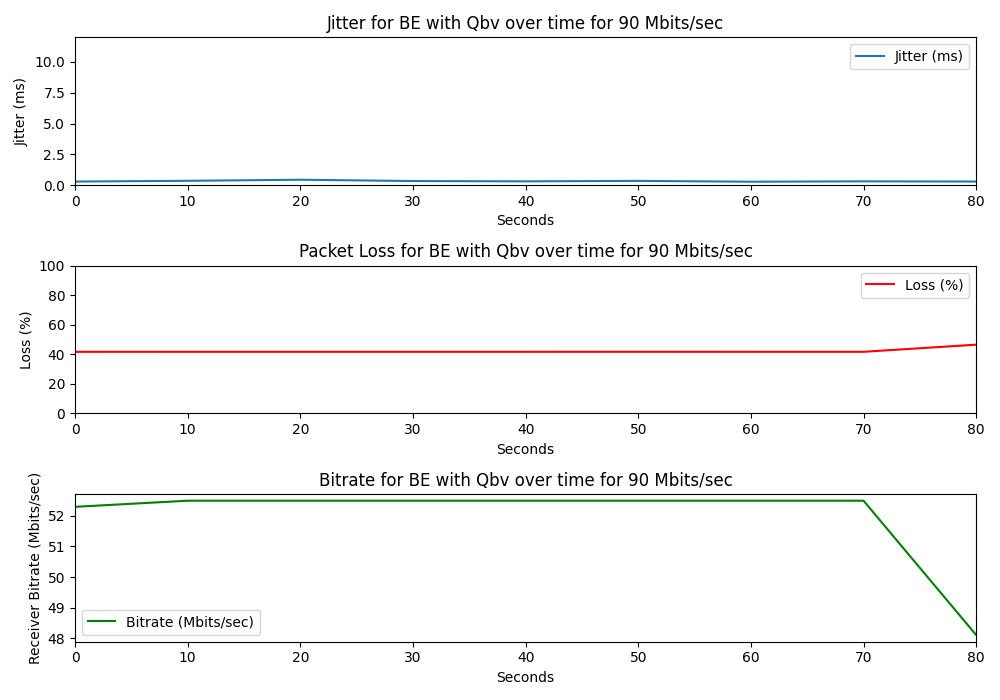 Jitter for BE with Qbv over time for 90 Mbits/sec
Jitter (ms)
10.0
7.5
5.0
2.5
0.0
Jitter (ms)
0 10 20 30 40 50 60 70 80
Seconds
Packet Loss for BE with Qbv over time for 90 Mbits/sec
Loss (%)
100
80
60
40
20
0
Loss (%)
0 10 20 30 40 50 60 70 80
Seconds
Bitrate for BE with Qbv over time for 90 Mbits/sec
Receiver Bitrate (Mbits/sec)
52
51
50
49
48
Bitrate (Mbits/sec)
0 10 20 30 40 50 60 70 80
Seconds